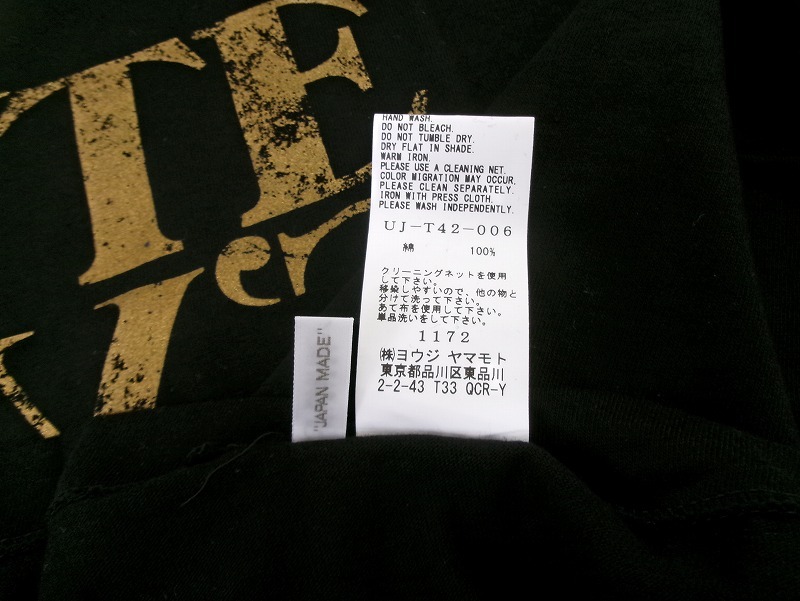 TE
er
HAND WASH.
DO NOT BLEACH.
DO NOT TUMBLE DRY.
DRY FLAT IN SHADE.
WARM IRON.
PLEASE USE A CLEANING NET.
COLOR MIGRATION MAY OCCUR.
PLEASE CLEAN SEPARATELY.
IRON WITH PRESS CLOTH.
PLEASE WASH INDEPENDENTLY.
UJ-T42-006
綿 100%
クリーニングネットを使用
して下さい。
移染しやすいので、他の物と
分けて洗って下さい。
あて布を使用して下さい。
単品洗いをして下さい。
1172
㈱ヨウジ ヤマモト
東京都品川区東品川
2-2-43 T33 QCR-Y
"JAPAN MADE"